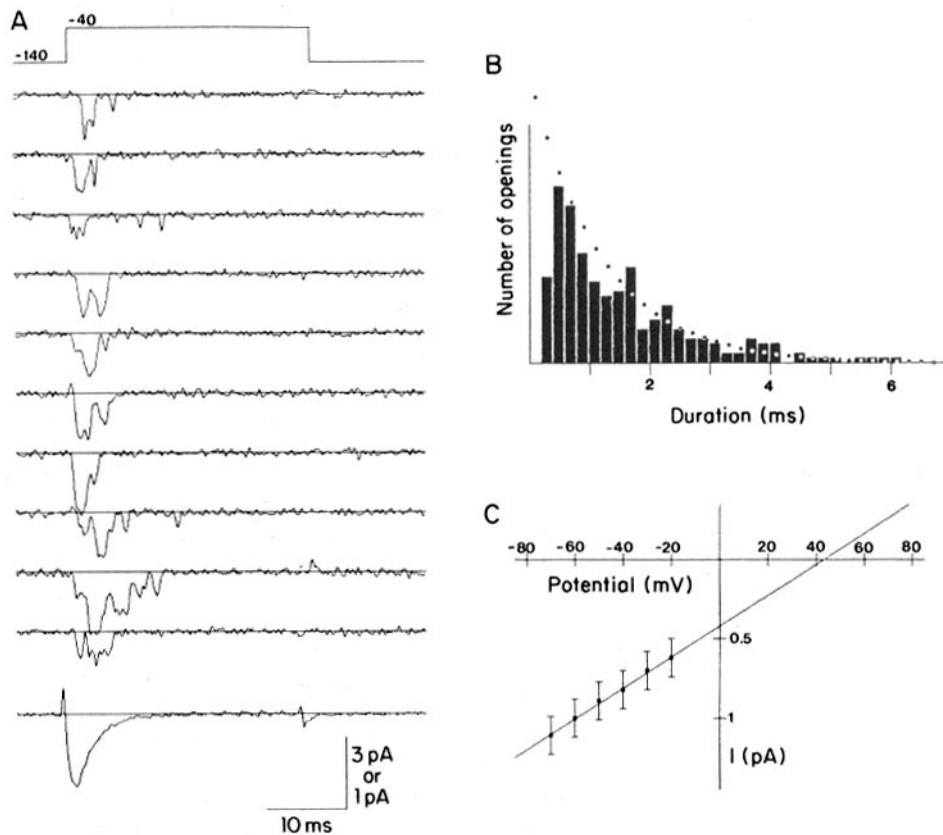 A
-40
-140
3 pA
or
1 pA
10 ms
B
Number of openings
2
4
6
Duration (ms)
C
-80 -60 -40 -20 20 40 60 80
Potential (mV)
0.5
1
I (pA)